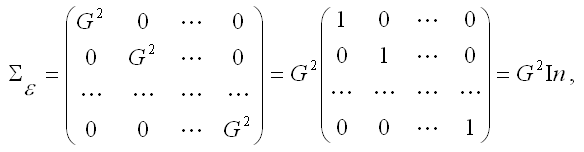 Σ_ε = ( G² 0 ⋯ 0 ; 0 G² ⋯ 0 ; ⋯ ⋯ ⋯ ⋯ ; 0 0 ⋯ G² ) = G² ( 1 0 ⋯ 0 ; 0 1 ⋯ 0 ; ⋯ ⋯ ⋯ ⋯ ; 0 0 ⋯ 1 ) = G² In ,